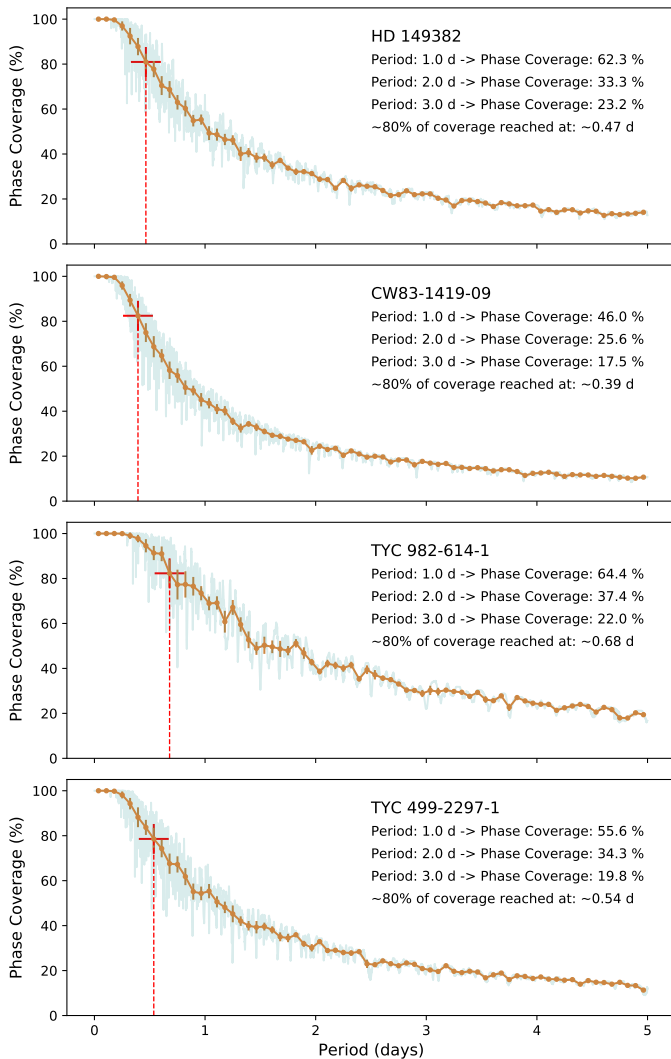 HD 149382
Period: 1.0 d -> Phase Coverage: 62.3 %
Period: 2.0 d -> Phase Coverage: 33.3 %
Period: 3.0 d -> Phase Coverage: 23.2 %
~80% of coverage reached at: ~0.47 d
Phase Coverage (%)
100
80
60
40
20
0
CW83-1419-09
Period: 1.0 d -> Phase Coverage: 46.0 %
Period: 2.0 d -> Phase Coverage: 25.6 %
Period: 3.0 d -> Phase Coverage: 17.5 %
~80% of coverage reached at: ~0.39 d
Phase Coverage (%)
100
80
60
40
20
0
TYC 982-614-1
Period: 1.0 d -> Phase Coverage: 64.4 %
Period: 2.0 d -> Phase Coverage: 37.4 %
Period: 3.0 d -> Phase Coverage: 22.0 %
~80% of coverage reached at: ~0.68 d
Phase Coverage (%)
100
80
60
40
20
0
TYC 499-2297-1
Period: 1.0 d -> Phase Coverage: 55.6 %
Period: 2.0 d -> Phase Coverage: 34.3 %
Period: 3.0 d -> Phase Coverage: 19.8 %
~80% of coverage reached at: ~0.54 d
Phase Coverage (%)
100
80
60
40
20
0
0 1 2 3 4 5
Period (days)